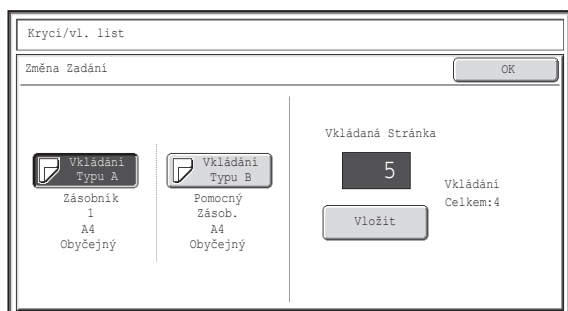 Krycí/vl. list
Změna Zadání
OK
Vkládání
Typu A
Zásobník
1
A4
Obyčejný
Vkládání
Typu B
Pomocný
Zásob.
A4
Obyčejný
Vkládaná Stránka
5
Vložit
Vkládání
Celkem:4